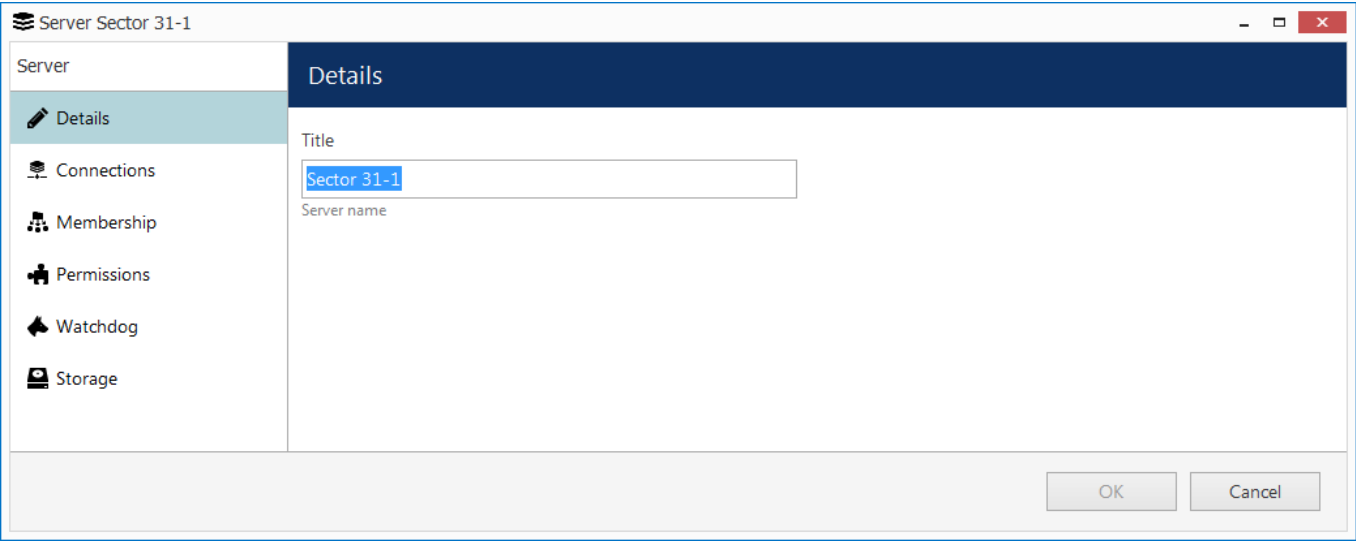 Server Sector 31-1
Server
Details
Connections
Membership
Permissions
Watchdog
Storage
Details
Title
Sector 31-1
Server name
OK
Cancel